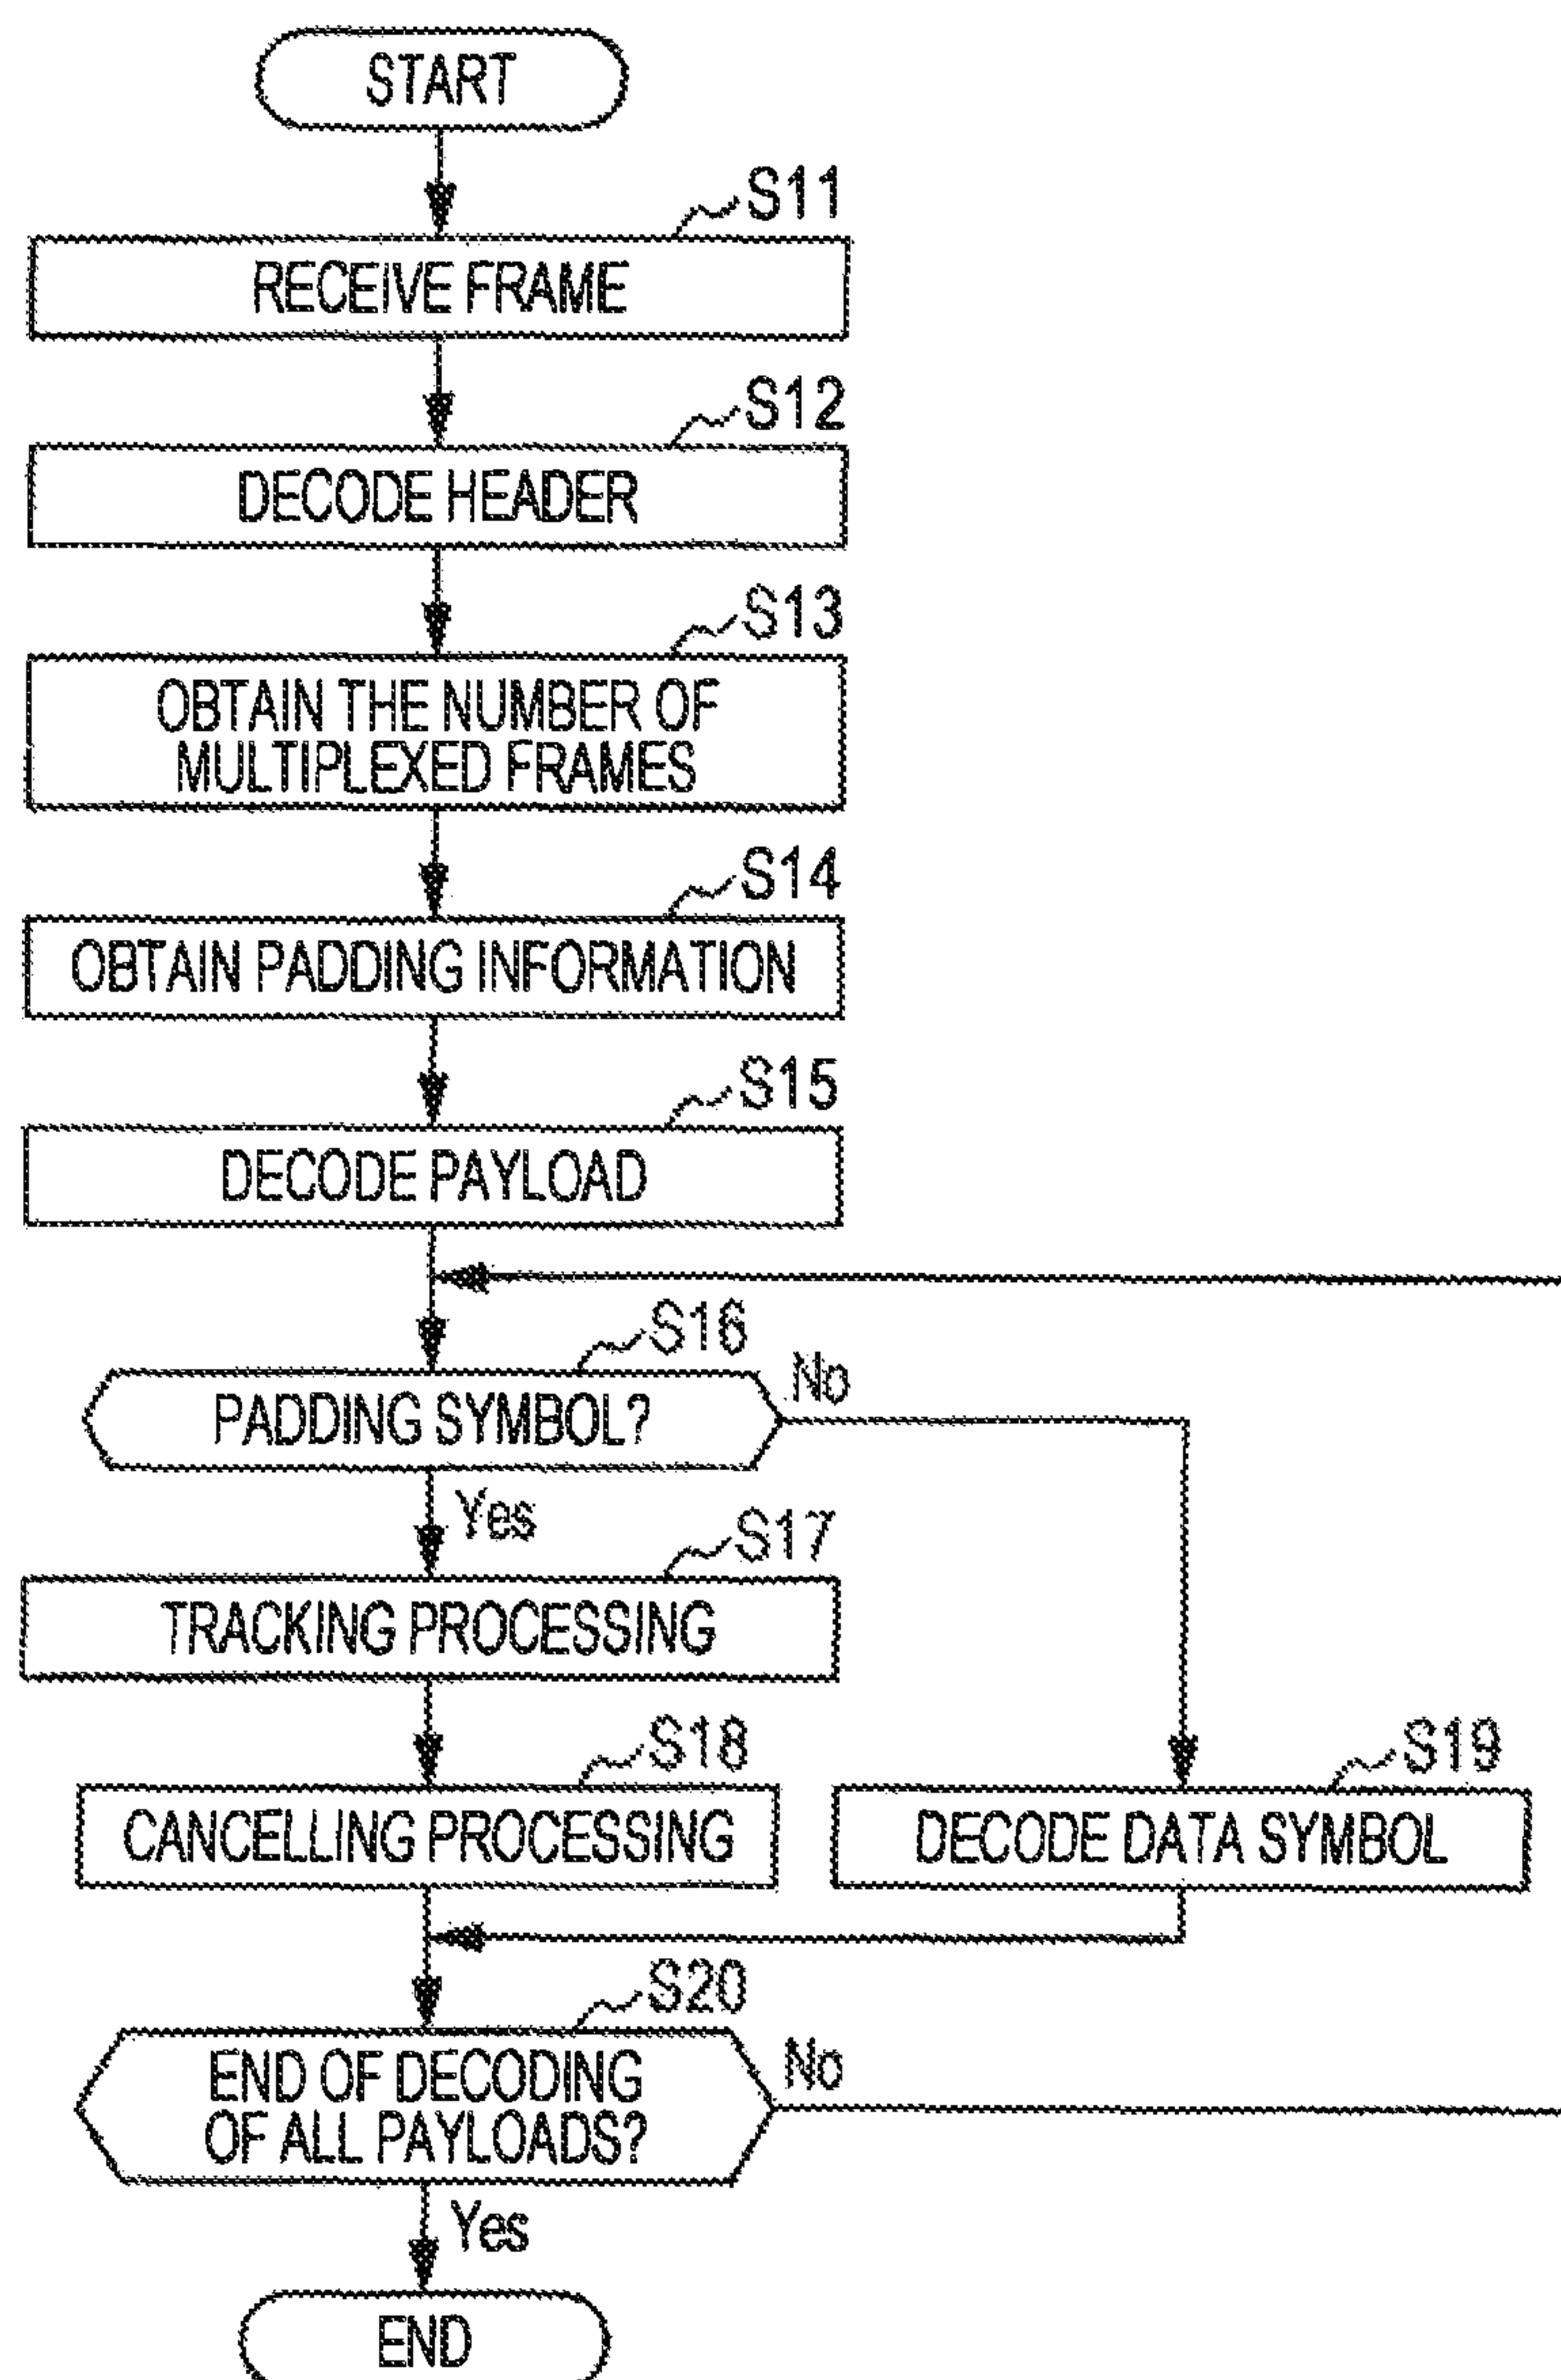 START
S11
RECEIVE FRAME
S12
DECODE HEADER
S13
OBTAIN THE NUMBER OF
MULTIPLEXED FRAMES
S14
OBTAIN PADDING INFORMATION
S15
DECODE PAYLOAD
S16
PADDING SYMBOL?
No
Yes
S17
TRACKING PROCESSING
S18
CANCELLING PROCESSING
S19
DECODE DATA SYMBOL
S20
END OF DECODING
OF ALL PAYLOADS?
No
Yes
END